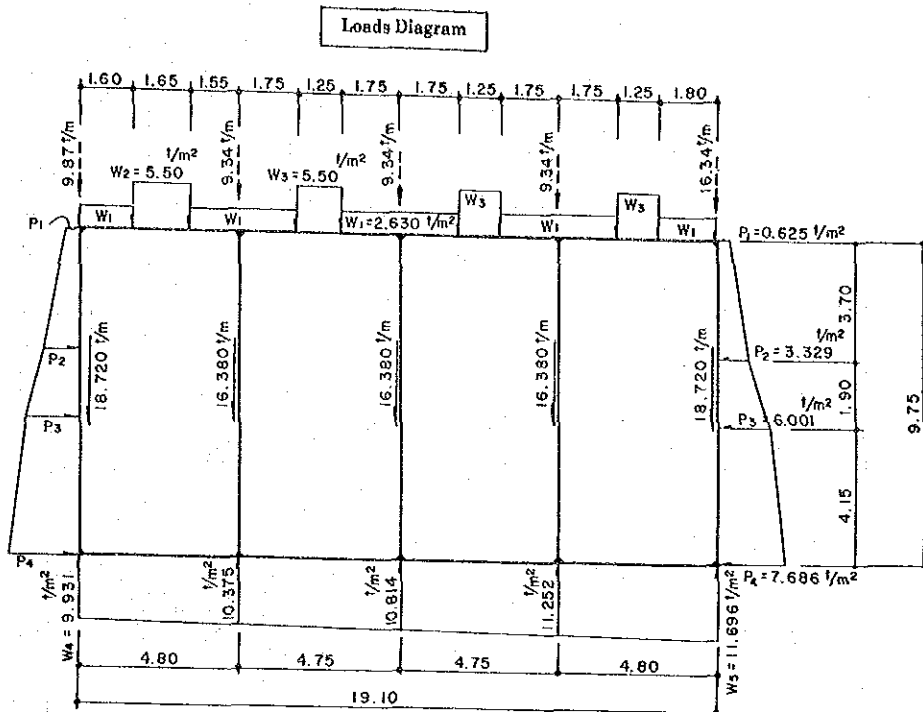 Loads Diagram
1.60 1.65 1.55 1.75 1.25 1.75 1.75 1.25 1.75 1.75 1.25 1.80
9.87 t/m
9.34 t/m
9.34 t/m
9.34 t/m
16.34 t/m
t/m²
W2 = 5.50
t/m²
W3 = 5.50
W1
W1
W1 = 2.630 t/m²
W3
W1
W3
W1
P1
P1 = 0.625 t/m²
P2
t/m²
P2 = 3.329
P3
t/m²
P3 = 6.001
P4
P4 = 7.686 t/m²
18.720 t/m
16.380 t/m
16.380 t/m
16.380 t/m
18.720 t/m
3.70
1.90
4.15
9.75
t/m²
W4 = 9.931
t/m²
10.375
t/m²
10.814
t/m²
11.252
W5 = 11.696 t/m²
4.80 4.75 4.75 4.80
19.10